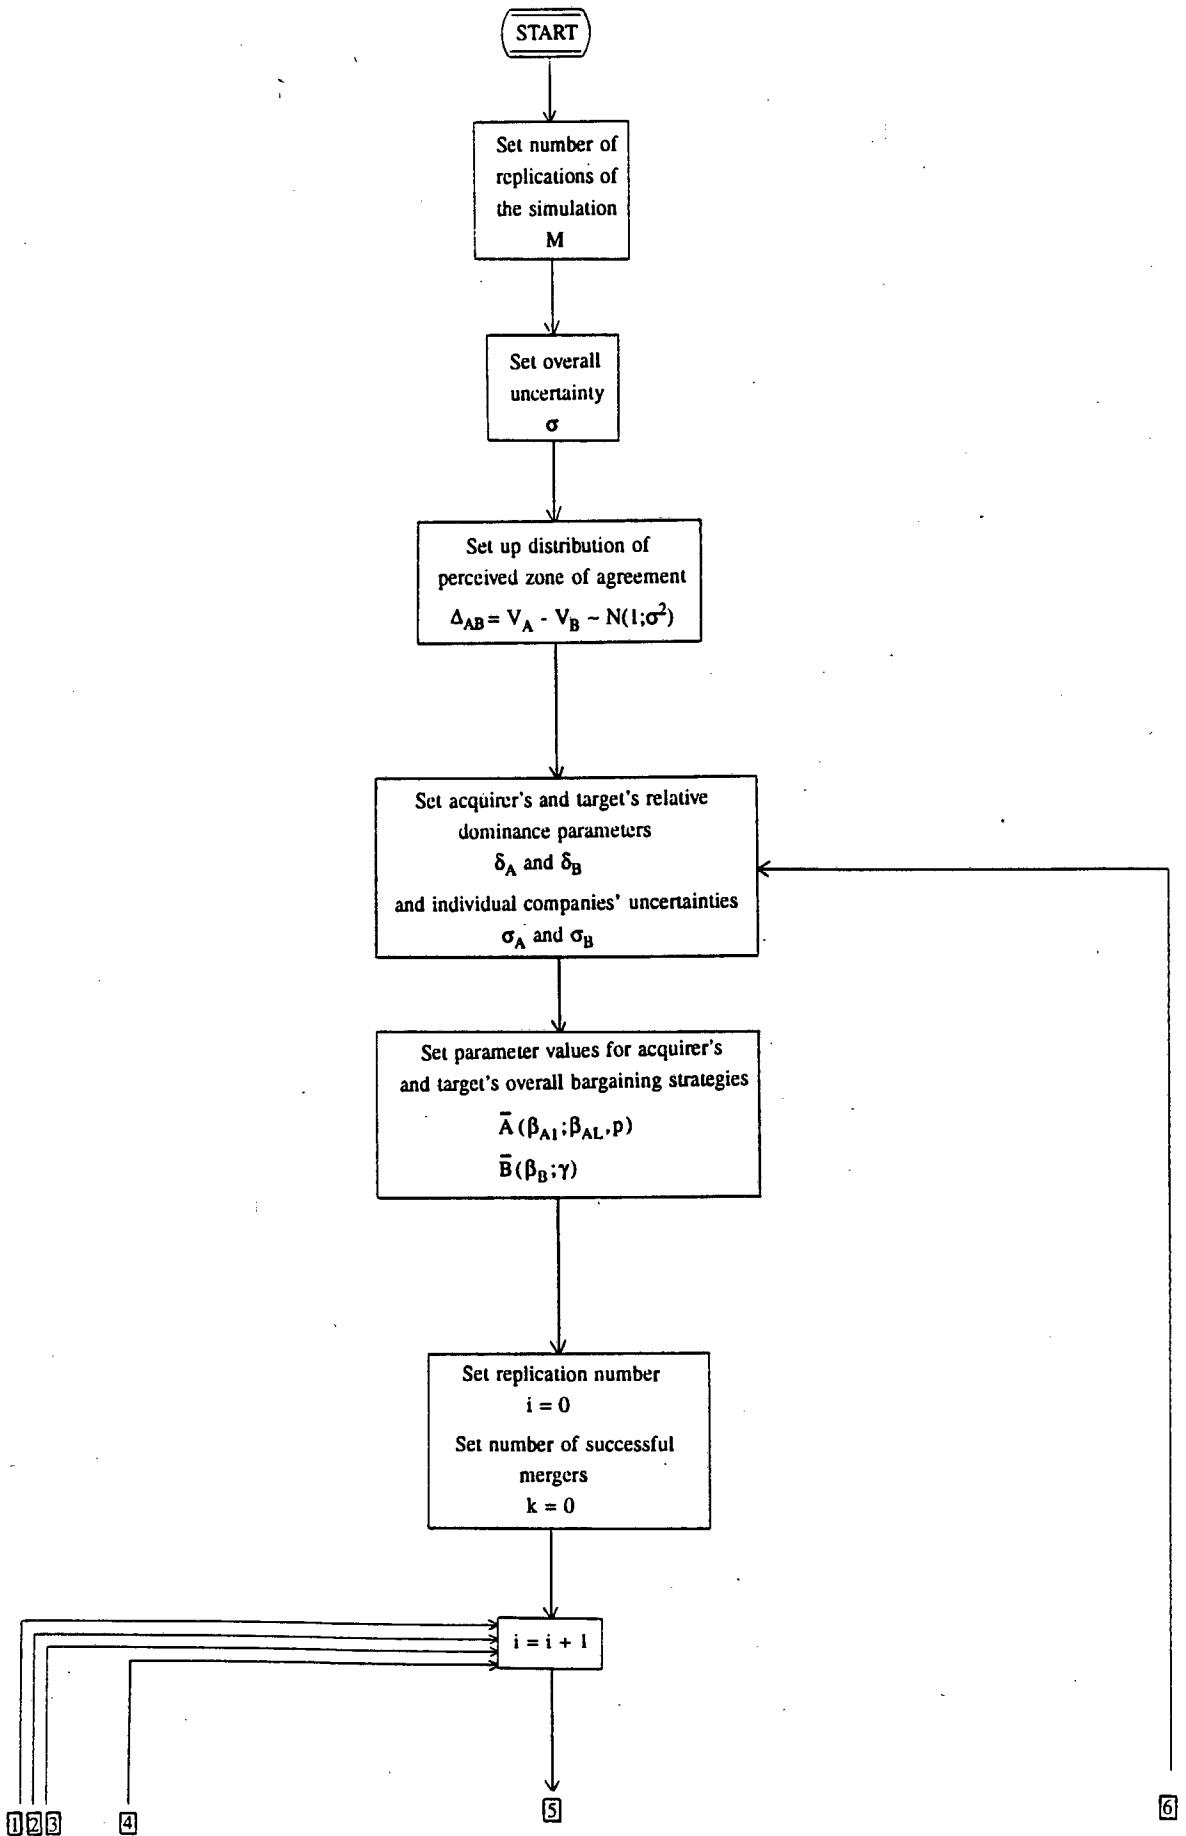 START
Set number of
replications of
the simulation
M
Set overall
uncertainty
σ
Set up distribution of
perceived zone of agreement
Δ_AB = V_A - V_B ~ N(1;σ²)
Set acquirer's and target's relative
dominance parameters
δ_A and δ_B
and individual companies' uncertainties
σ_A and σ_B
Set parameter values for acquirer's
and target's overall bargaining strategies
A̅ (β_A1;β_AL,p)
B̅ (β_B;γ)
Set replication number
i = 0
Set number of successful
mergers
k = 0
i = i + 1
1 2 3 4 5 6